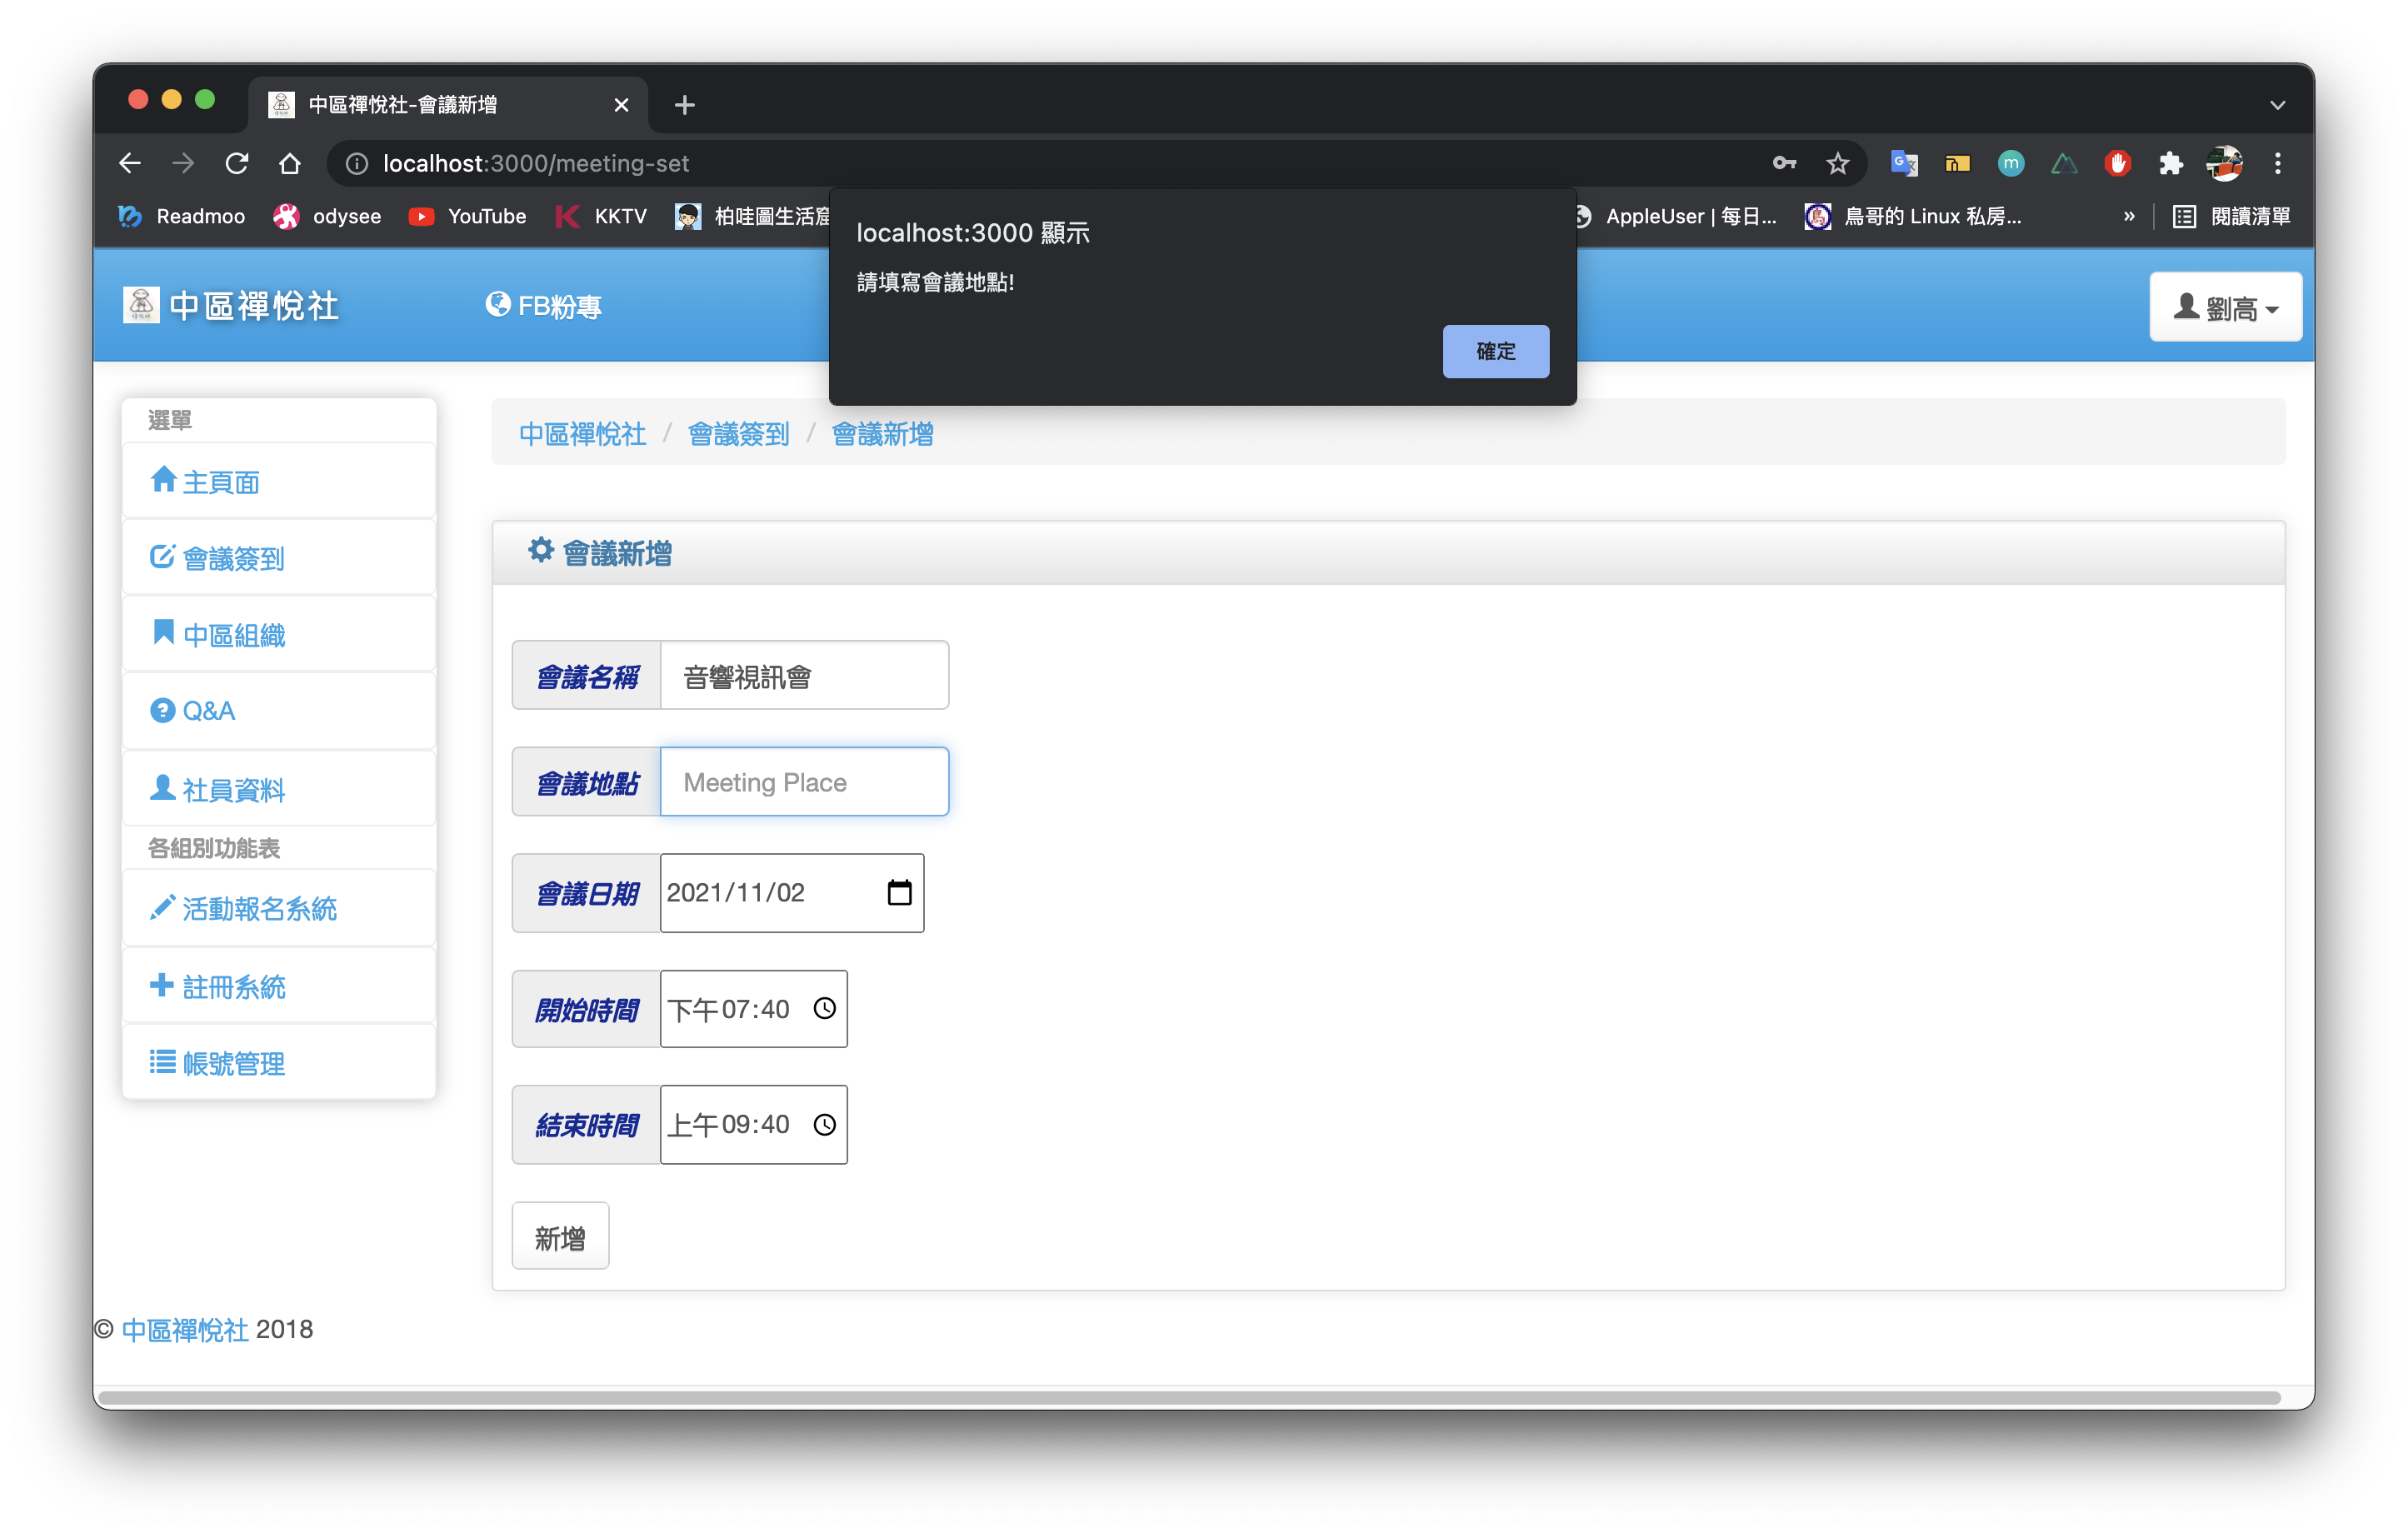 中區禪悅社-會議新增
localhost:3000/meeting-set
Readmoo
odysee
YouTube
KKTV
柏哇圖生活窟
AppleUser | 每日...
鳥哥的 Linux 私房...
»
閱讀清單
localhost:3000 顯示
請填寫會議地點!
確定
中區禪悅社
FB粉專
劉高
選單
主頁面
會議簽到
中區組織
Q&A
社員資料
各組別功能表
活動報名系統
註冊系統
帳號管理
中區禪悅社 / 會議簽到 / 會議新增
會議新增
會議名稱 音響視訊會
會議地點 Meeting Place
會議日期 2021/11/02
開始時間 下午 07:40
結束時間 上午 09:40
新增
© 中區禪悅社 2018